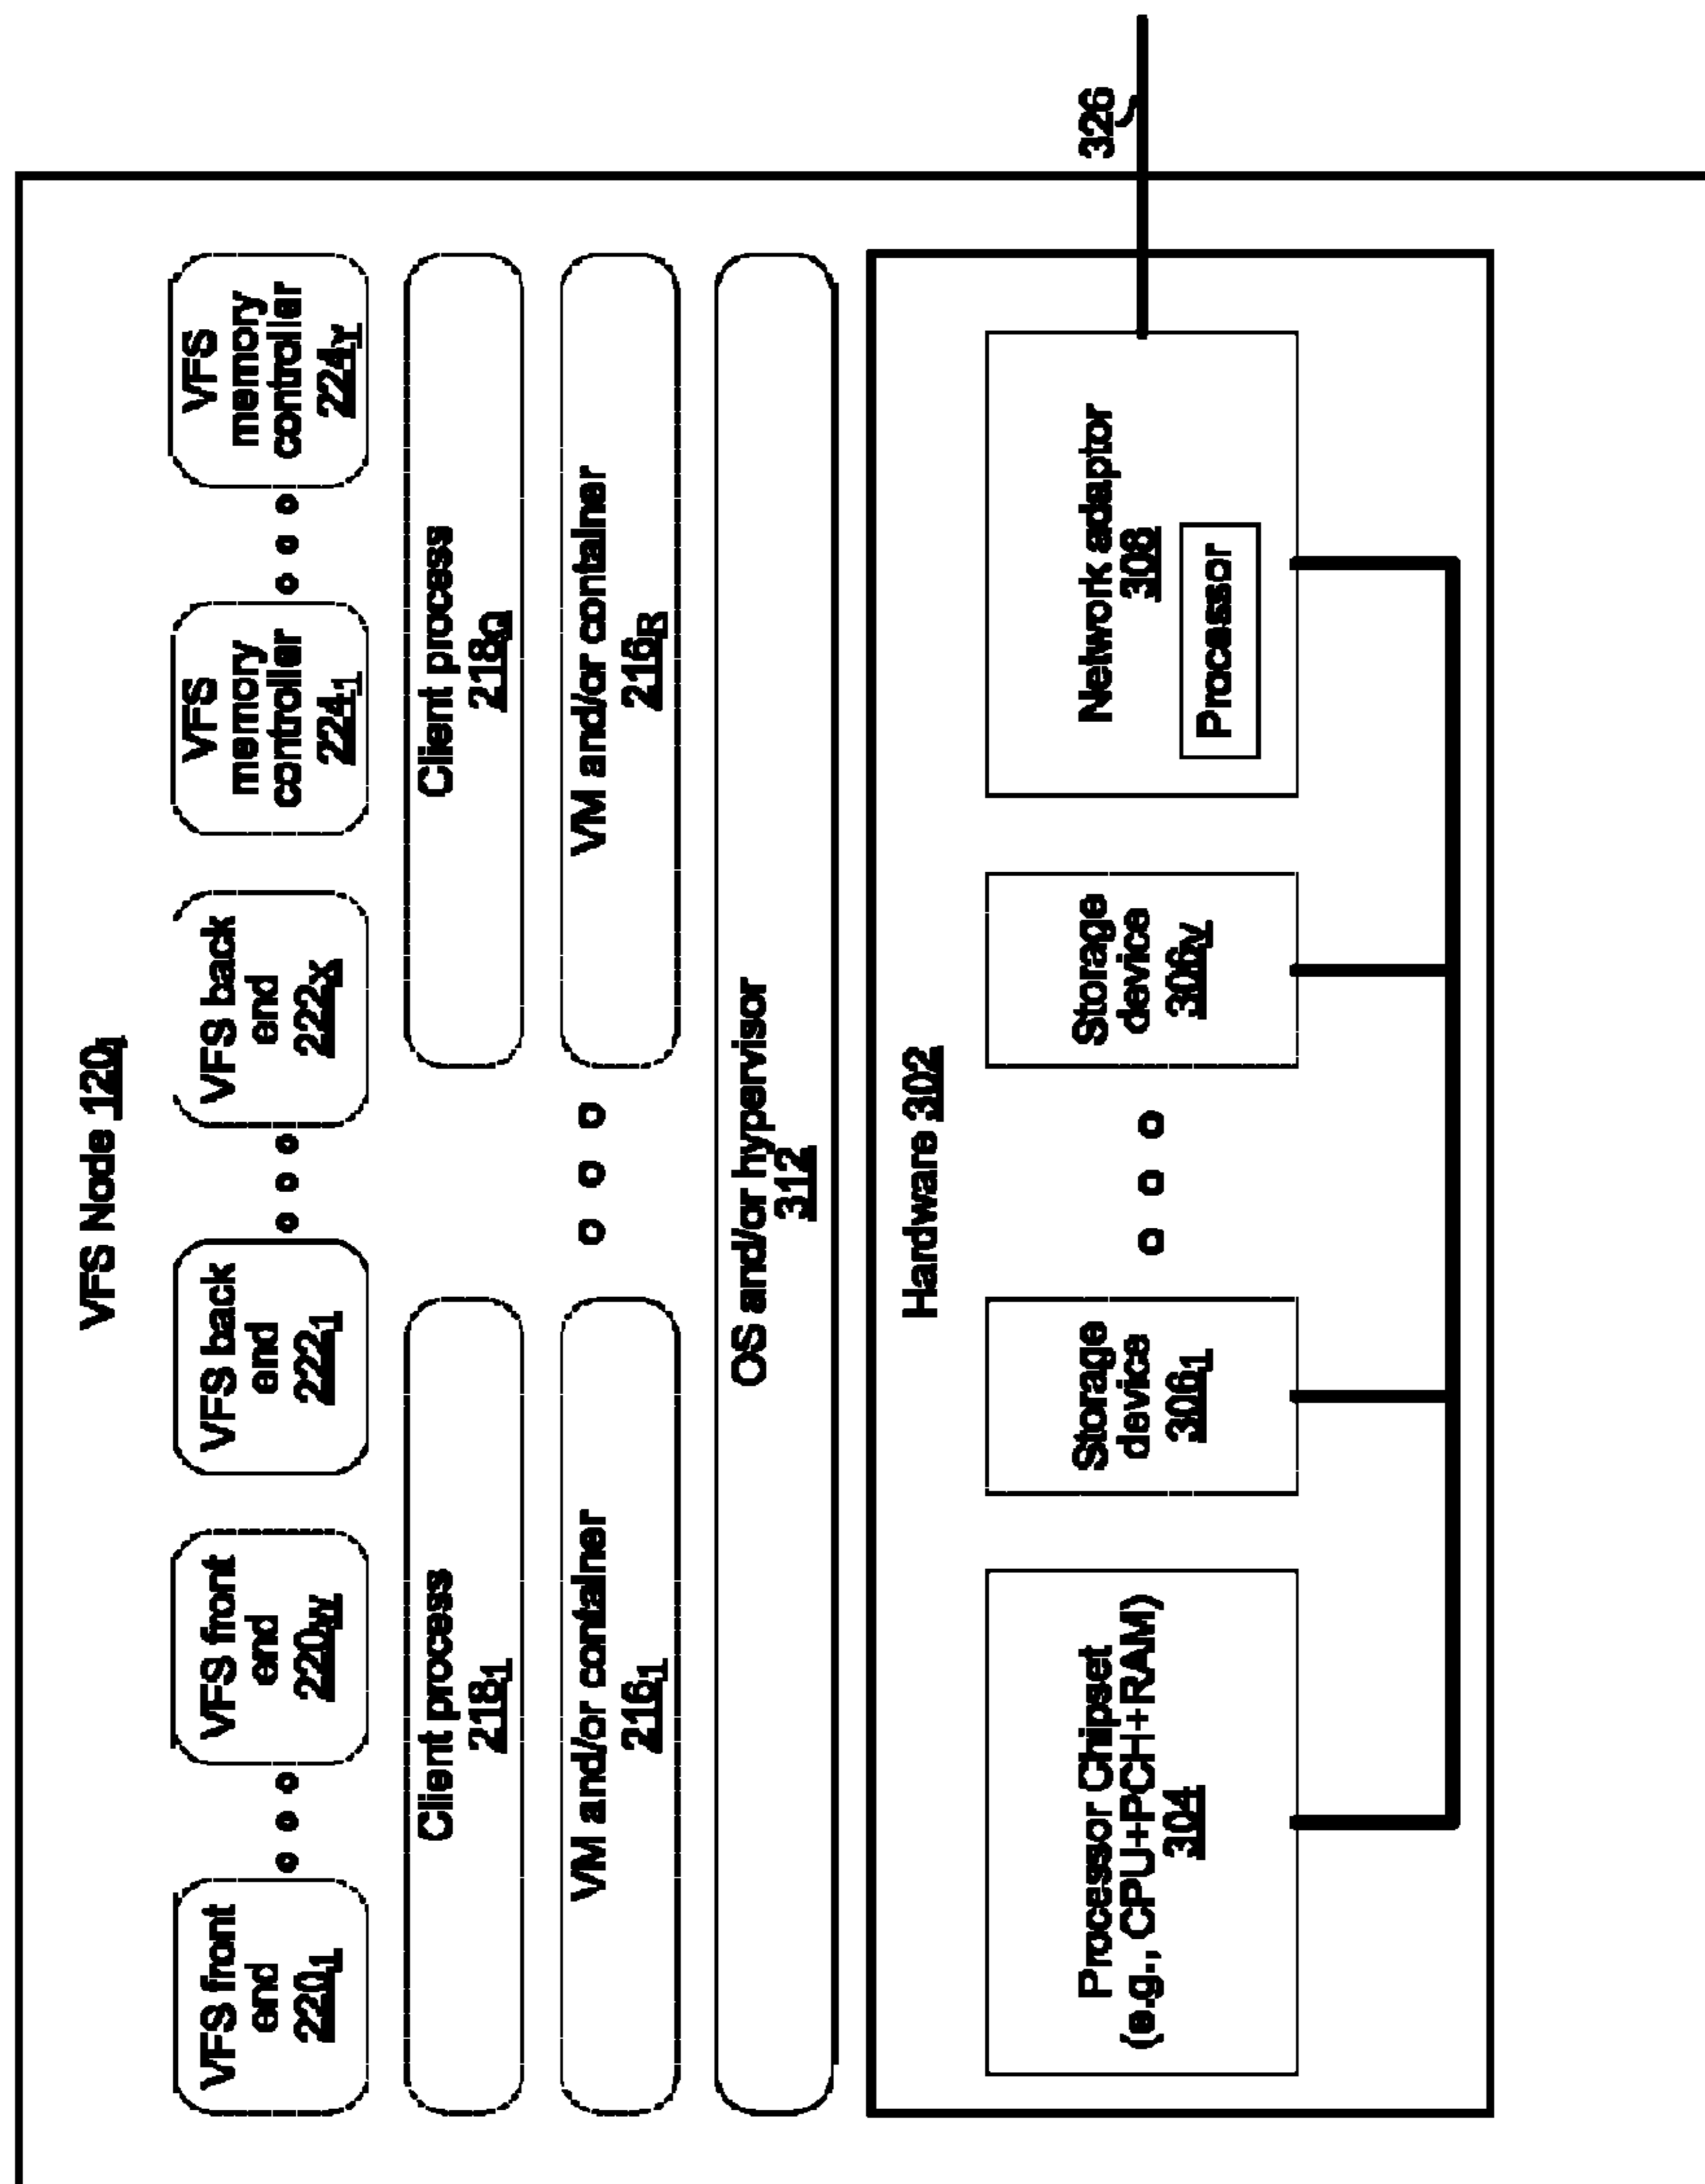 VFS Node 120j
VFS front
end
2201
VFS front
end
220W
VFS back
end
2221
VFS back
end
222X
VFS
memory
controller
2241
VFS
memory
controller
224Y
Client process
2181
Client process
218Q
VM and/or container
2161
VM and/or container
216R
OS and/or hypervisor
312
Hardware 302
Processor Chipset
(e.g., CPU+PCH+RAM)
304
Storage
device
3061
Storage
device
306V
Network adaptor
308
Processor
326